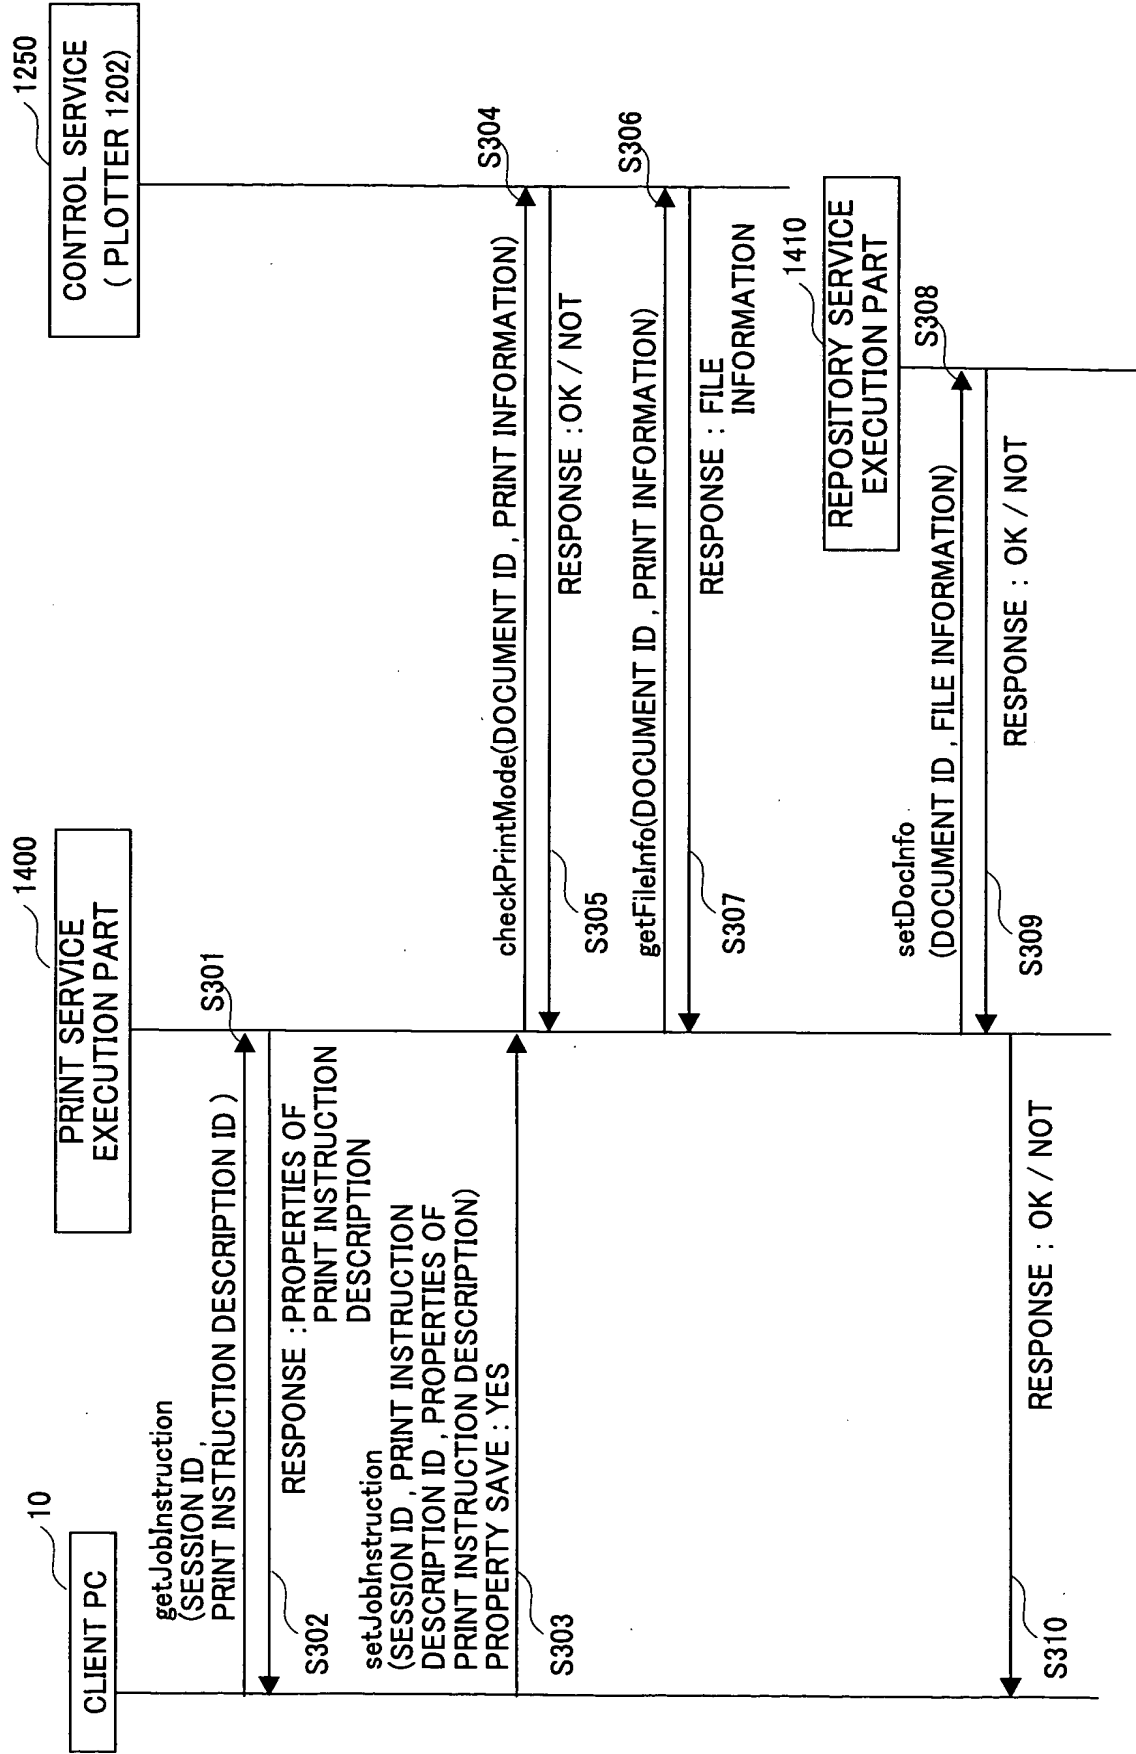 10
CLIENT PC
1400
PRINT SERVICE
EXECUTION PART
1250
CONTROL SERVICE
( PLOTTER 1202)
getJobInstruction
(SESSION ID ,
PRINT INSTRUCTION DESCRIPTION ID )
S301
RESPONSE :PROPERTIES OF
PRINT INSTRUCTION
DESCRIPTION
S302
setJobInstruction
(SESSION ID , PRINT INSTRUCTION
DESCRIPTION ID , PROPERTIES OF
PRINT INSTRUCTION DESCRIPTION)
PROPERTY SAVE : YES
S303
checkPrintMode(DOCUMENT ID , PRINT INFORMATION)
S304
RESPONSE :OK / NOT
S305
getFileInfo(DOCUMENT ID , PRINT INFORMATION)
S306
RESPONSE : FILE
INFORMATION
S307
1410
REPOSITORY SERVICE
EXECUTION PART
setDocInfo
(DOCUMENT ID , FILE INFORMATION)
S308
RESPONSE : OK / NOT
S309
RESPONSE : OK / NOT
S310